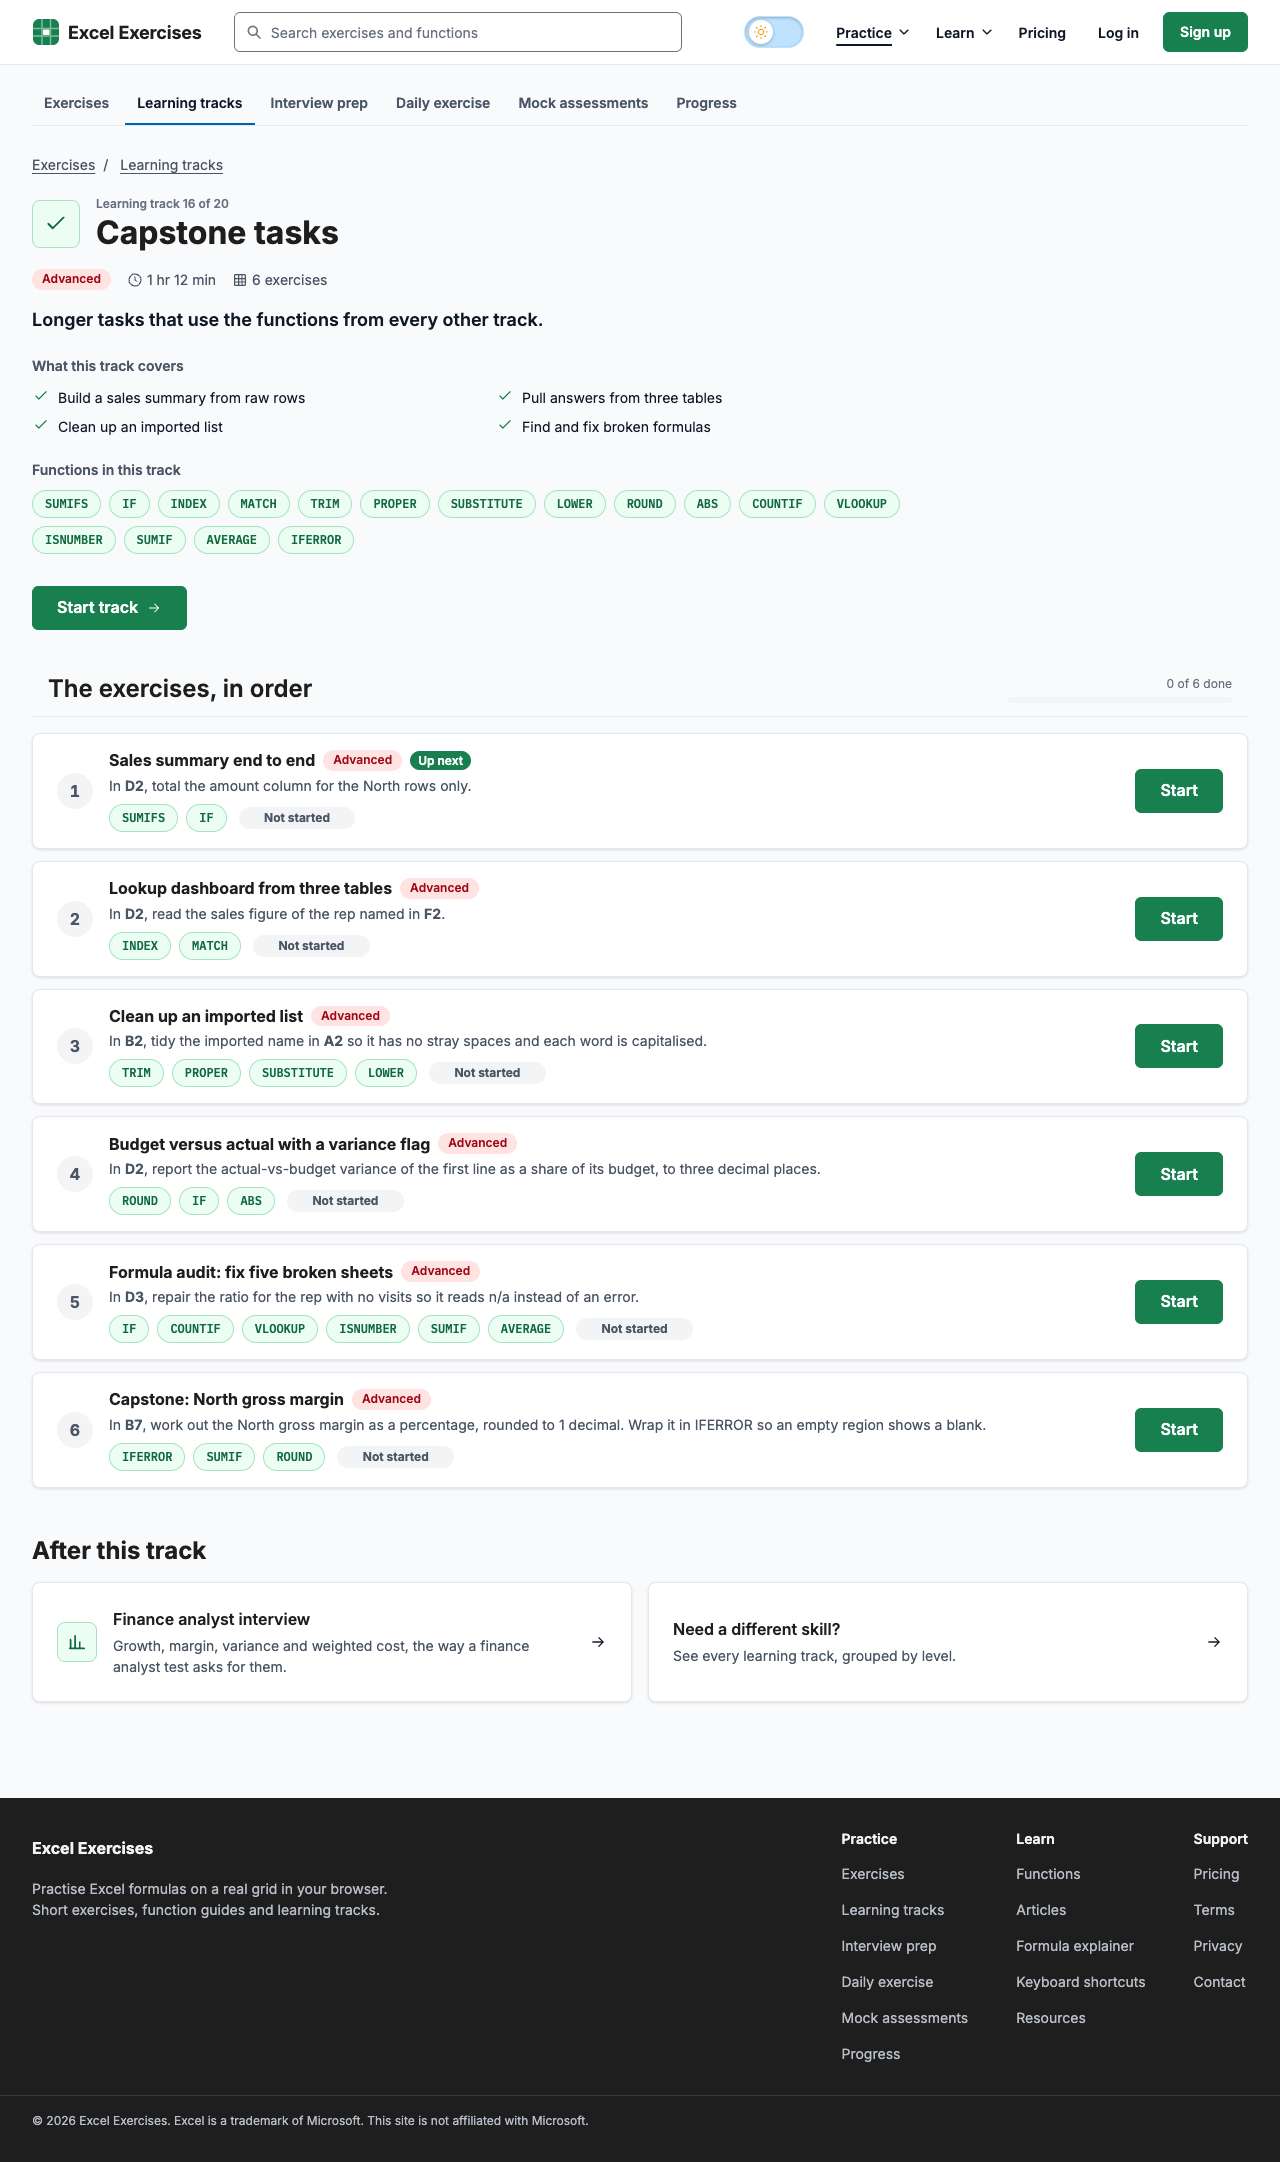 Excel Exercises
Search exercises and functions
Practice
Learn
Pricing
Log in
Sign up
Exercises
Learning tracks
Interview prep
Daily exercise
Mock assessments
Progress
Exercises / Learning tracks
Learning track 16 of 20
Capstone tasks
Advanced
1 hr 12 min
6 exercises
Longer tasks that use the functions from every other track.
What this track covers
Build a sales summary from raw rows
Pull answers from three tables
Clean up an imported list
Find and fix broken formulas
Functions in this track
SUMIFS IF INDEX MATCH TRIM PROPER SUBSTITUTE LOWER ROUND ABS COUNTIF VLOOKUP
ISNUMBER SUMIF AVERAGE IFERROR
Start track →
The exercises, in order
0 of 6 done
1
Sales summary end to end Advanced Up next
In D2, total the amount column for the North rows only.
SUMIFS IF Not started
Start
2
Lookup dashboard from three tables Advanced
In D2, read the sales figure of the rep named in F2.
INDEX MATCH Not started
Start
3
Clean up an imported list Advanced
In B2, tidy the imported name in A2 so it has no stray spaces and each word is capitalised.
TRIM PROPER SUBSTITUTE LOWER Not started
Start
4
Budget versus actual with a variance flag Advanced
In D2, report the actual-vs-budget variance of the first line as a share of its budget, to three decimal places.
ROUND IF ABS Not started
Start
5
Formula audit: fix five broken sheets Advanced
In D3, repair the ratio for the rep with no visits so it reads n/a instead of an error.
IF COUNTIF VLOOKUP ISNUMBER SUMIF AVERAGE Not started
Start
6
Capstone: North gross margin Advanced
In B7, work out the North gross margin as a percentage, rounded to 1 decimal. Wrap it in IFERROR so an empty region shows a blank.
IFERROR SUMIF ROUND Not started
Start
After this track
Finance analyst interview
Growth, margin, variance and weighted cost, the way a finance
analyst test asks for them.
→
Need a different skill?
See every learning track, grouped by level.
→
Excel Exercises
Practise Excel formulas on a real grid in your browser.
Short exercises, function guides and learning tracks.
Practice
Exercises
Learning tracks
Interview prep
Daily exercise
Mock assessments
Progress
Learn
Functions
Articles
Formula explainer
Keyboard shortcuts
Resources
Support
Pricing
Terms
Privacy
Contact
© 2026 Excel Exercises. Excel is a trademark of Microsoft. This site is not affiliated with Microsoft.